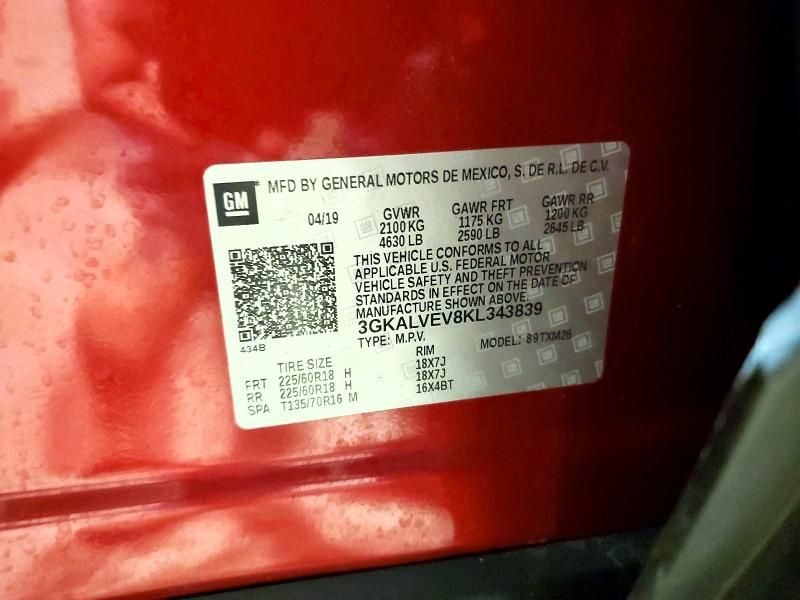 GM MFD BY GENERAL MOTORS DE MEXICO, S. DE R.L. DE C.V.
04/19 GVWR GAWR FRT GAWR RR
2100 KG 1175 KG 1200 KG
4630 LB 2590 LB 2645 LB
THIS VEHICLE CONFORMS TO ALL
APPLICABLE U.S. FEDERAL MOTOR
VEHICLE SAFETY AND THEFT PREVENTION
STANDARDS IN EFFECT ON THE DATE OF
MANUFACTURE SHOWN ABOVE.
3GKALVEV8KL343839
434B
TYPE: M.P.V. MODEL: 89TXM26
TIRE SIZE RIM
FRT 225/60R18 H 18X7J
RR 225/60R18 H 18X7J
SPA T135/70R16 M 16X4BT